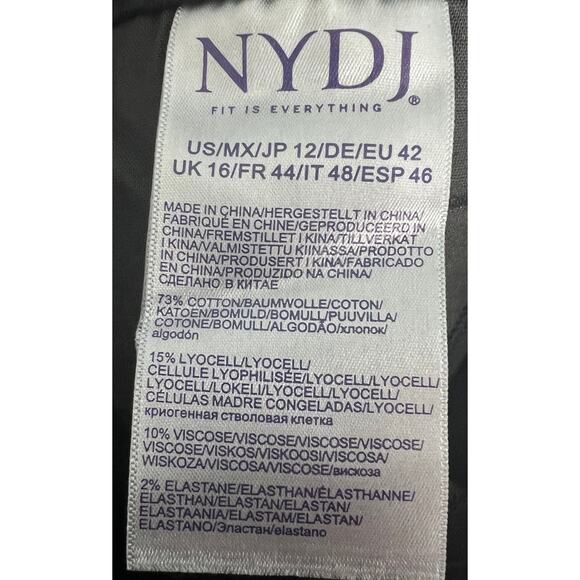 NYDJ®
FIT IS EVERYTHING
US/MX/JP 12/DE/EU 42
UK 16/FR 44/IT 48/ESP 46
MADE IN CHINA/HERGESTELLT IN CHINA/
FABRIQUÉ EN CHINE/GEPRODUCEERD IN
CHINA/FREMSTILLET I KINA/TILLVERKAT
I KINA/VALMISTETTU KIINASSA/PRODOTTO
IN CHINA/PRODUSERT I KINA/FABRICADO
EN CHINA/PRODUZIDO NA CHINA/
СДЕЛАНО В КИТАЕ
73% COTTON/BAUMWOLLE/COTON/
KATOEN/BOMULD/BOMULL/PUUVILLA/
COTONE/BOMULL/ALGODÃO/хлопок/
algodón
15% LYOCELL/LYOCELL/
CELLULE LYOPHILISÉE/LYOCELL/LYOCELL/
LYOCELL/LOKELI/LYOCELL/LYOCELL/
CÉLULAS MADRE CONGELADAS/LYOCELL/
криогенная стволовая клетка
10% VISCOSE/VISCOSE/VISCOSE/VISCOSE/
VISCOSE/VISKOS/VISKOOSI/VISCOSA/
WISKOZA/VISCOSA/VISCOSE/вискоза
2% ELASTANE/ELASTHAN/ÉLASTHANNE/
ELASTHAN/ELASTAN/ELASTAN/
ELASTAANIA/ELASTAM/ELASTAN/
ELASTANO/Эластан/elastano